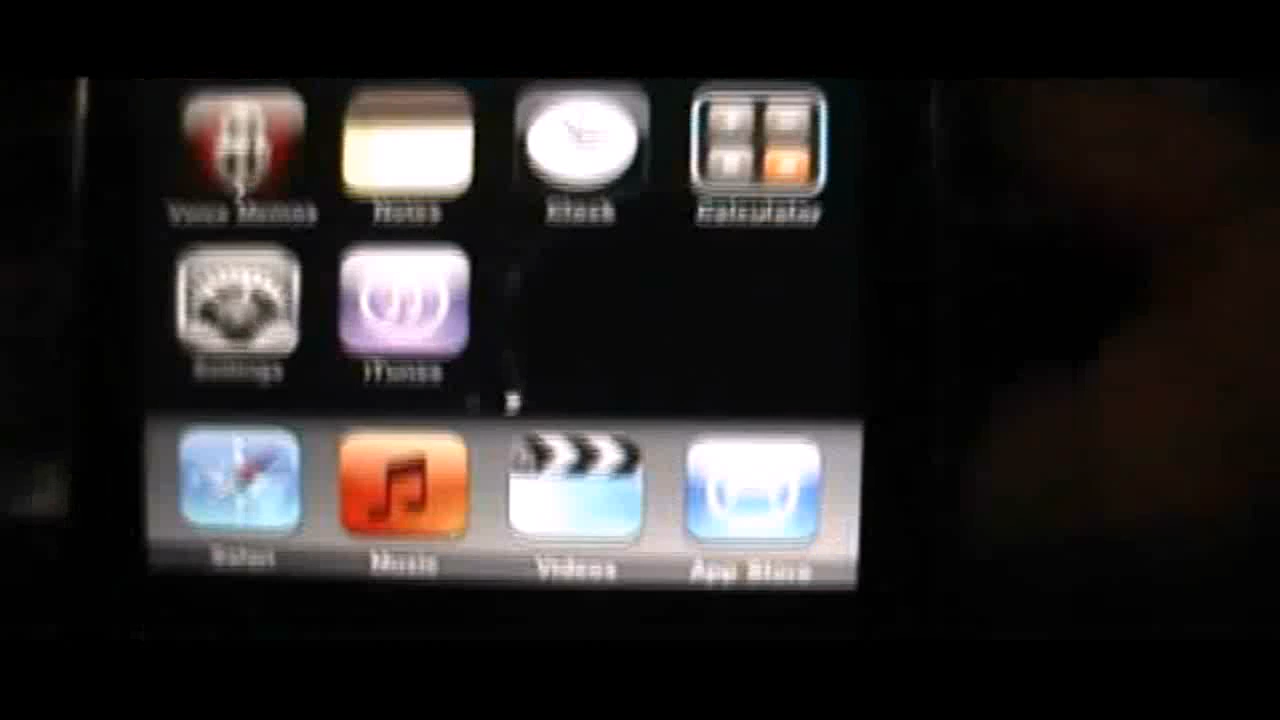 Voice Memos Notes Clock Calculator
Settings iTunes
Safari Music Videos App Store